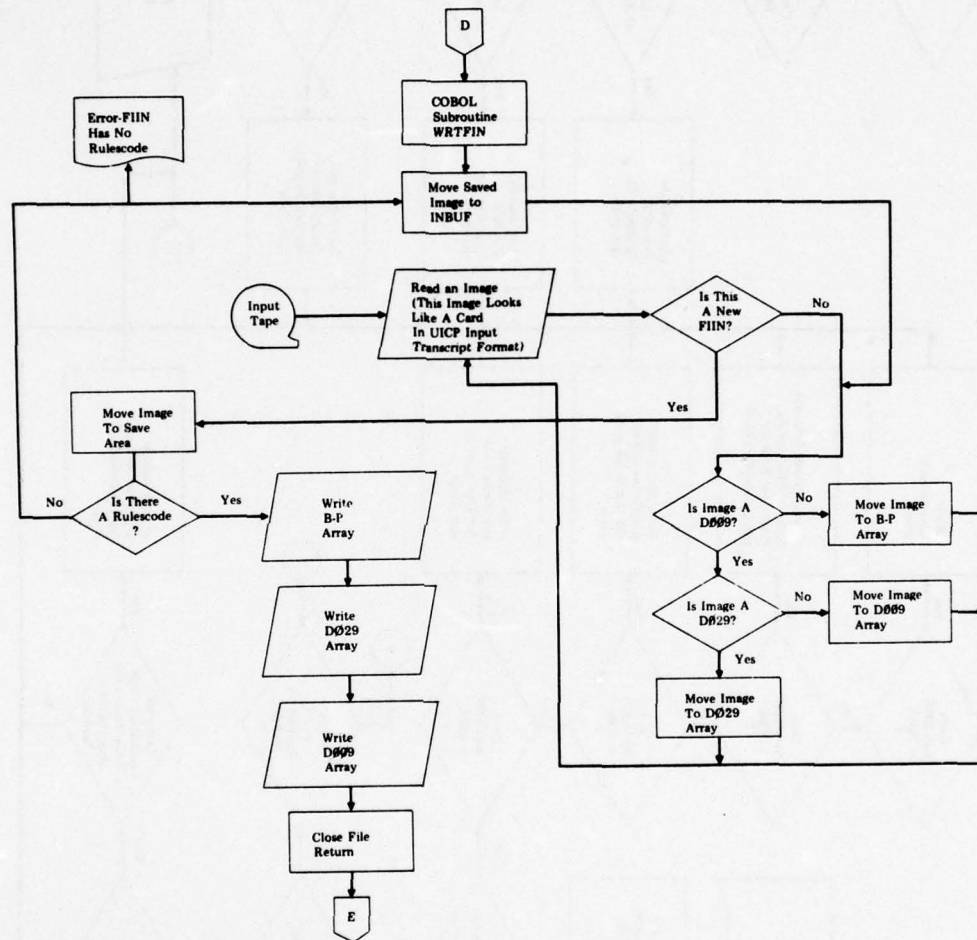 D
COBOL
Subroutine
WRTFIN
Error-FIIN
Has No
Rulescode
Move Saved
Image to
INBUF
Input
Tape
Read an Image
(This Image Looks
Like A Card
In UICP Input
Transcript Format)
Is This
A New
FIIN?
No
Yes
Move Image
To Save
Area
No
Is There
A Rulescode
?
Yes
Write
B-P
Array
Is Image A
DØØ9?
No
Move Image
To B-P
Array
Yes
Write
DØ29
Array
Is Image A
DØ29?
No
Move Image
To DØØ9
Array
Yes
Move Image
To DØ29
Array
Write
DØØ9
Array
Close File
Return
E